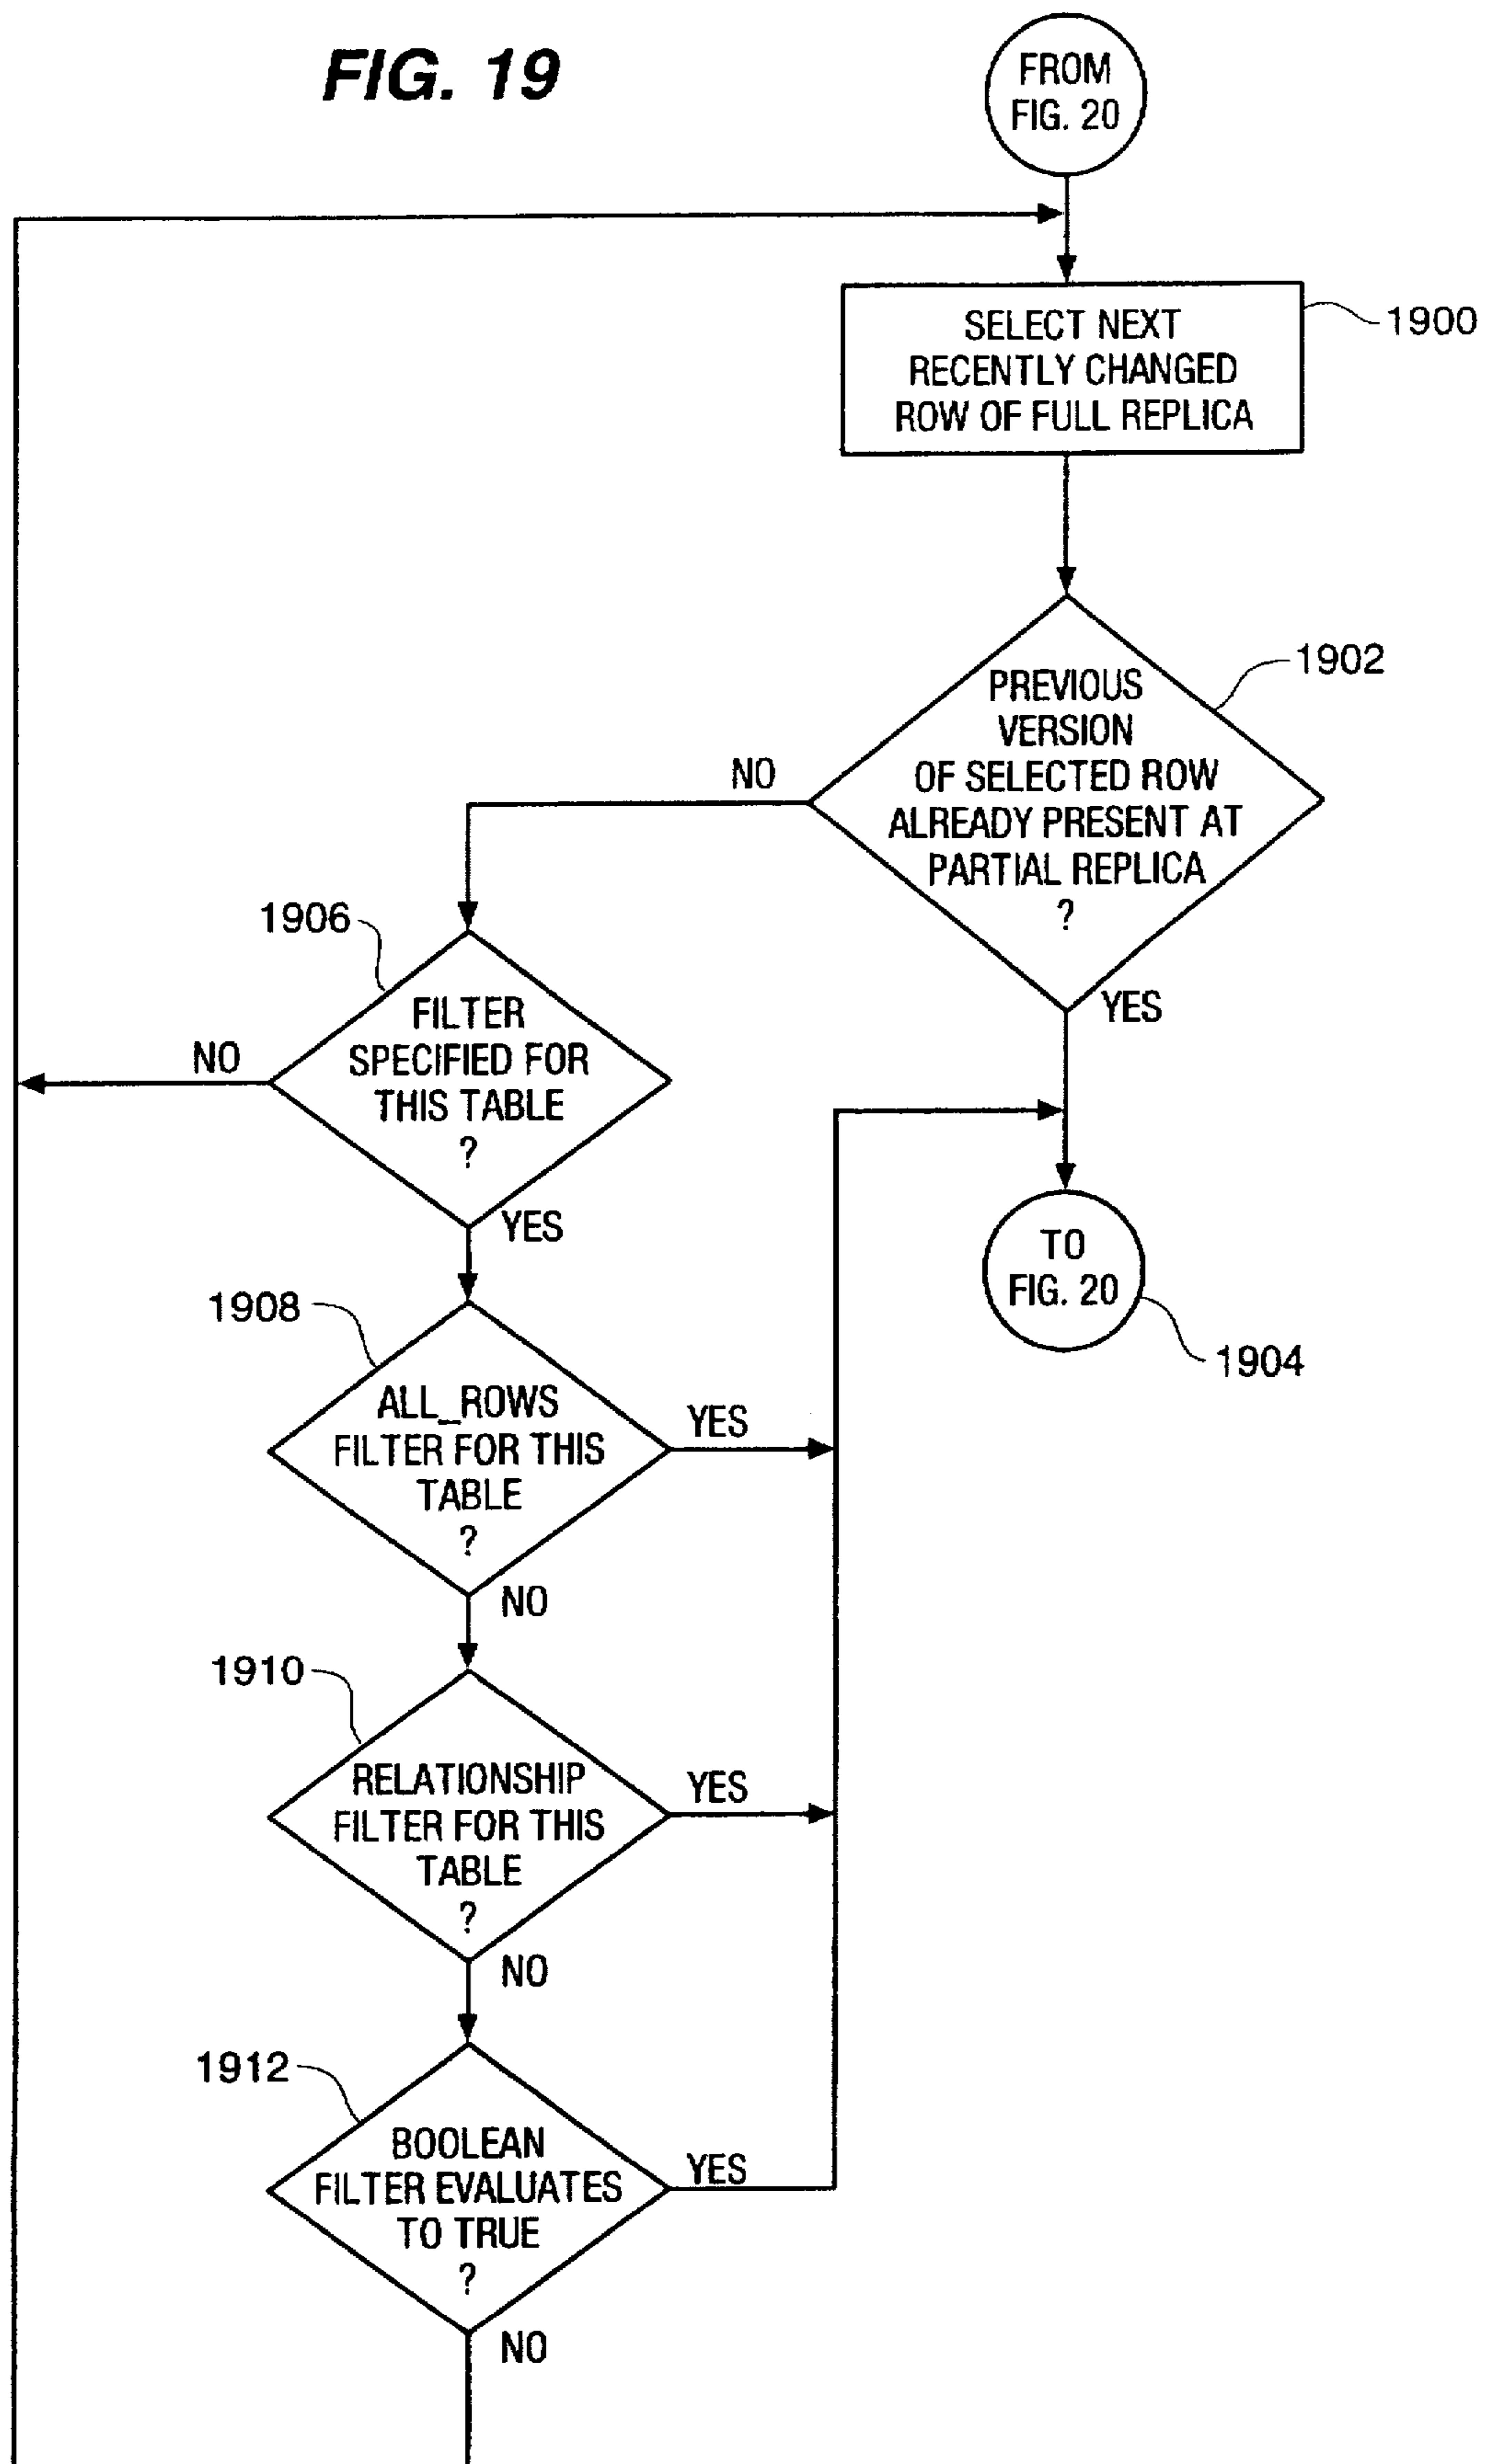 FIG. 19
FROM
FIG. 20
SELECT NEXT
RECENTLY CHANGED
ROW OF FULL REPLICA
1900
PREVIOUS
VERSION
OF SELECTED ROW
ALREADY PRESENT AT
PARTIAL REPLICA
?
1902
NO
YES
1906
FILTER
SPECIFIED FOR
THIS TABLE
?
NO
YES
TO
FIG. 20
1904
1908
ALL_ROWS
FILTER FOR THIS
TABLE
?
YES
NO
1910
RELATIONSHIP
FILTER FOR THIS
TABLE
?
YES
NO
1912
BOOLEAN
FILTER EVALUATES
TO TRUE
?
YES
NO